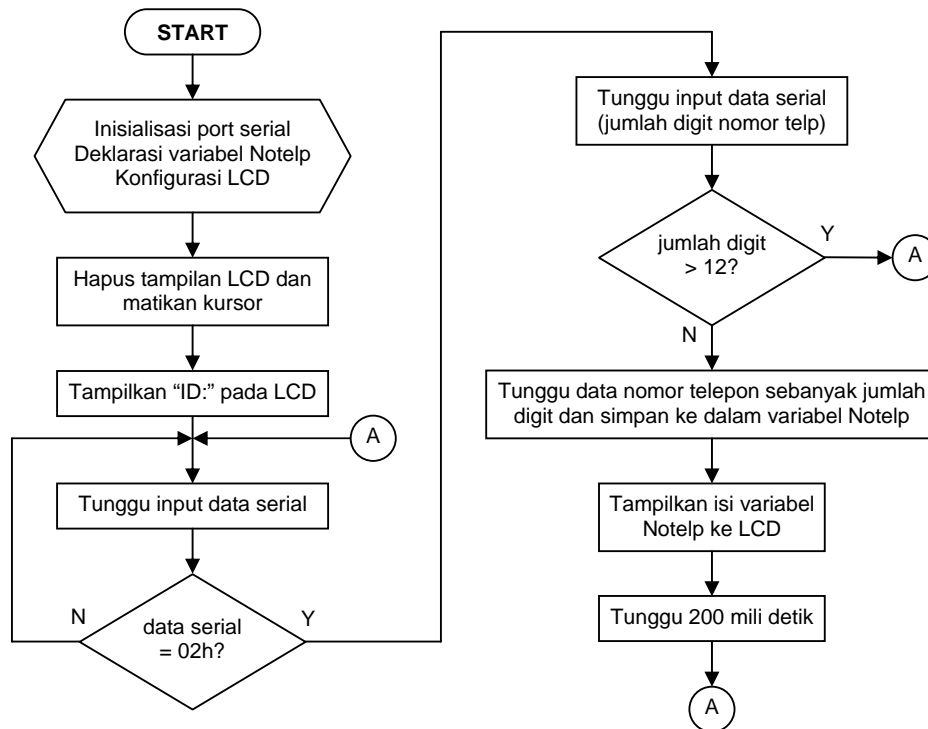 START
Inisialisasi port serial
Deklarasi variabel Notelp
Konfigurasi LCD
Hapus tampilan LCD dan
matikan kursor
Tampilkan “ID:” pada LCD
A
Tunggu input data serial
data serial
= 02h?
N
Y
Tunggu input data serial
(jumlah digit nomor telp)
jumlah digit
> 12?
Y
A
N
Tunggu data nomor telepon sebanyak jumlah
digit dan simpan ke dalam variabel Notelp
Tampilkan isi variabel
Notelp ke LCD
Tunggu 200 mili detik
A